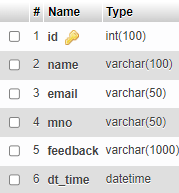 # Name Type
1 id int(100)
2 name varchar(100)
3 email varchar(50)
4 mno varchar(50)
5 feedback varchar(1000)
6 dt_time datetime